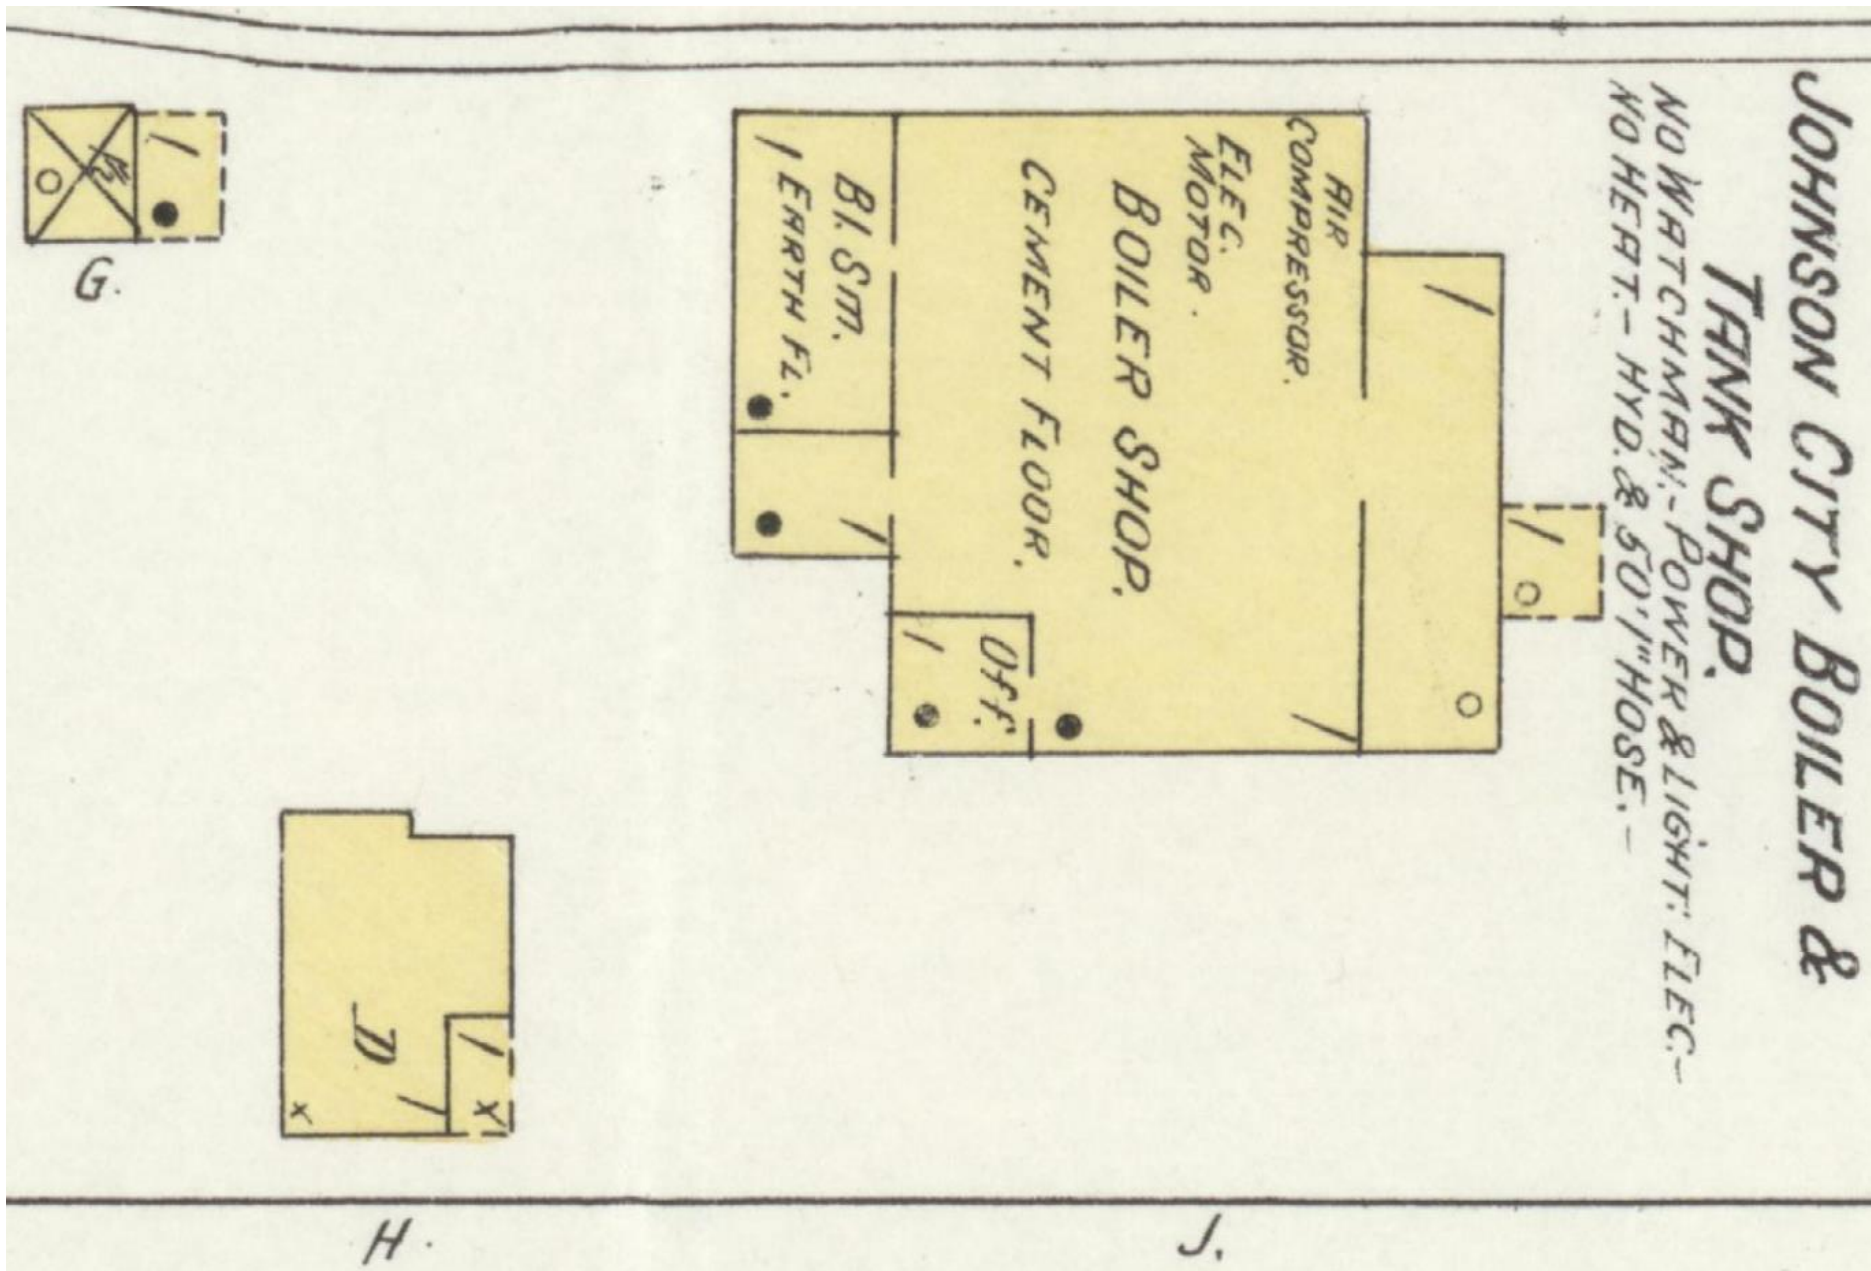 JOHNSON CITY BOILER &
TANK SHOP.
NO WATCHMAN.- POWER & LIGHT: ELEC.-
NO HEAT.- HYD. & 50' 1" HOSE.-
AIR
COMPRESSOR.
ELEC.
MOTOR.
BOILER SHOP.
CEMENT FLOOR.
Bl. Sm.
1 EARTH FL.
1
1
1
1
Off.
1
1
G.
D
1
1
x
x
H.
J.